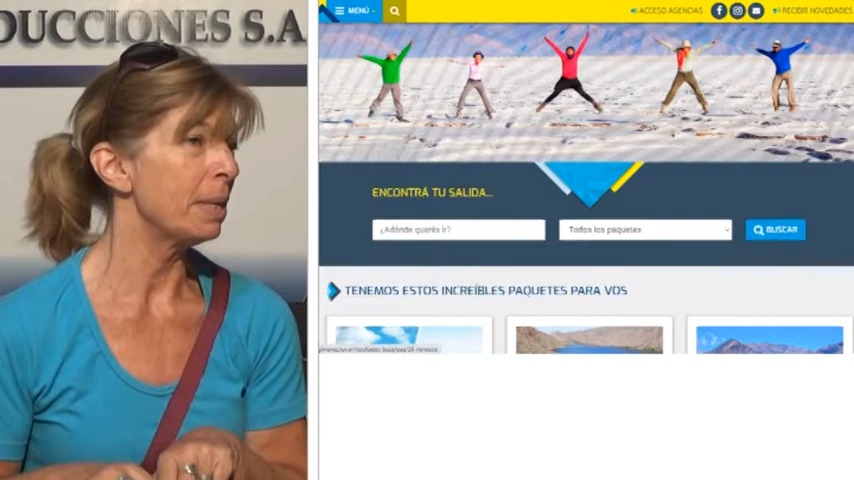 DUCCIONES S.A
MENÚ
ACCESO AGENCIAS
RECIBIR NOVEDADES
ENCONTRÁ TU SALIDA...
¿Adónde querés ir?
Todos los paquetes
BUSCAR
TENEMOS ESTOS INCREÍBLES PAQUETES PARA VOS